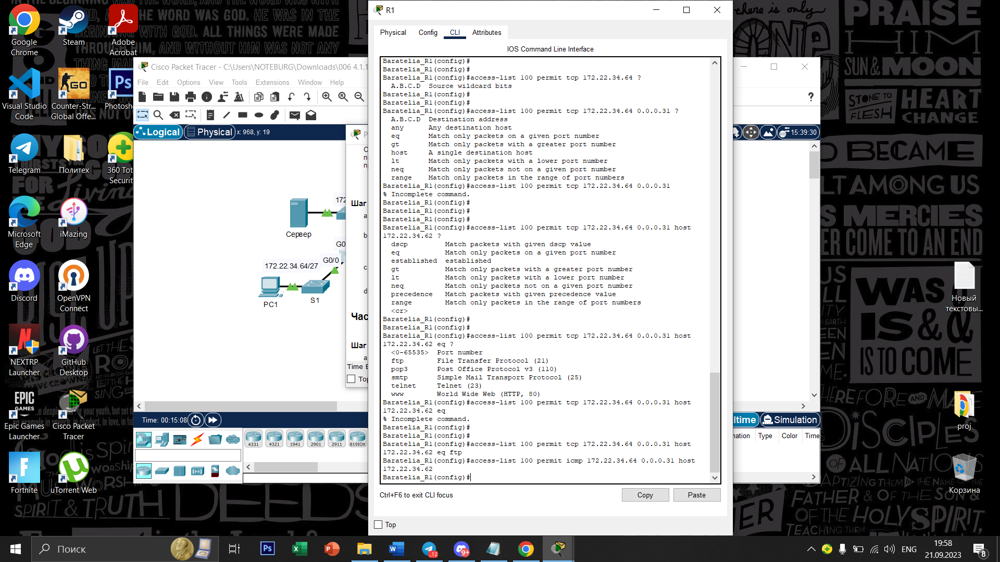 Google
Chrome
Steam
Adobe
Acrobat
Visual Studio
Code
Counter-Str...
Global Offe...
Photosh
Telegram
Политех
360 Tot
Securit
Microsoft
Edge
iMazing
Discord
OpenVPN
Connect
NEXTRP
Launcher
GitHub
Desktop
Epic Games
Launcher
Cisco Packet
Tracer
Fortnite
uTorrent Web
Cisco Packet Tracer - C:\Users\NOTEBURG\Downloads\006 4.1.1
File Edit Options View Tools Extensions Window Help
Logical Physical x: 968, y: 19
15:39:30
Сервер
172
G0
G0/0
172.22.34.64/27
PC1
S1
Шаг
a
b
c.
d
Час
Шаг
a
Time E
Top
Time: 00:15:08
ltime Simulation
nation Type Color Time
4331 4321 1941 2901 2911 819IOX
R1
Physical Config CLI Attributes
IOS Command Line Interface
Baratelia_R1(config)#
Baratelia_R1(config)#
Baratelia_R1(config)#access-list 100 permit tcp 172.22.34.64 ?
A.B.C.D Source wildcard bits
Baratelia_R1(config)#
Baratelia_R1(config)#
Baratelia_R1(config)#access-list 100 permit tcp 172.22.34.64 0.0.0.31 ?
A.B.C.D Destination address
any Any destination host
eq Match only packets on a given port number
gt Match only packets with a greater port number
host A single destination host
lt Match only packets with a lower port number
neq Match only packets not on a given port number
range Match only packets in the range of port numbers
Baratelia_R1(config)#access-list 100 permit tcp 172.22.34.64 0.0.0.31
% Incomplete command.
Baratelia_R1(config)#
Baratelia_R1(config)#
Baratelia_R1(config)#
Baratelia_R1(config)#access-list 100 permit tcp 172.22.34.64 0.0.0.31 host
172.22.34.62 ?
dscp Match packets with given dscp value
eq Match only packets on a given port number
established established
gt Match only packets with a greater port number
lt Match only packets with a lower port number
neq Match only packets not on a given port number
precedence Match packets with given precedence value
range Match only packets in the range of port numbers
<cr>
Baratelia_R1(config)#
Baratelia_R1(config)#
Baratelia_R1(config)#access-list 100 permit tcp 172.22.34.64 0.0.0.31 host
172.22.34.62 eq ?
<0-65535> Port number
ftp File Transfer Protocol (21)
pop3 Post Office Protocol v3 (110)
smtp Simple Mail Transport Protocol (25)
telnet Telnet (23)
www World Wide Web (HTTP, 80)
Baratelia_R1(config)#access-list 100 permit tcp 172.22.34.64 0.0.0.31 host
172.22.34.62 eq
% Incomplete command.
Baratelia_R1(config)#
Baratelia_R1(config)#
Baratelia_R1(config)#access-list 100 permit tcp 172.22.34.64 0.0.0.31 host
172.22.34.62 eq ftp
Baratelia_R1(config)#access-list 100 permit icmp 172.22.34.64 0.0.0.31 host
172.22.34.62
Baratelia_R1(config)#
Ctrl+F6 to exit CLI focus
Copy Paste
Top
PRAISE
HIM
SUN & MOON
STONE TO FLESH
HEART
CHANGE
BECAME
AMONG US
MERCIES
COME TO AN END
WAS
IS &
IS TO COME
THEREFORE AND MA
DISCIPLES
OF ALL NATIONS
FATHER & OF THE SON &
OF THE HOLY SPIRIT,
TEACHING THEM
Новый
текстовы...
proj
Корзина
Поиск
ENG
19:58
21.09.2023
8